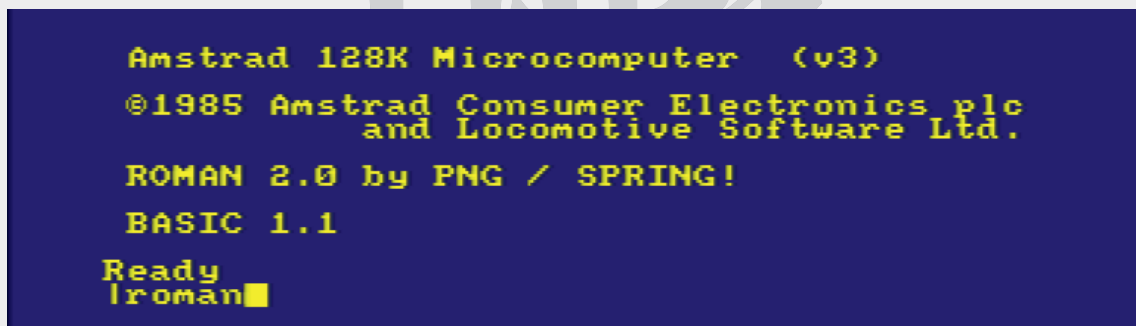 Amstrad 128K Microcomputer (v3)
©1985 Amstrad Consumer Electronics plc
and Locomotive Software Ltd.
ROMAN 2.0 by PNG / SPRING!
BASIC 1.1
Ready
|roman